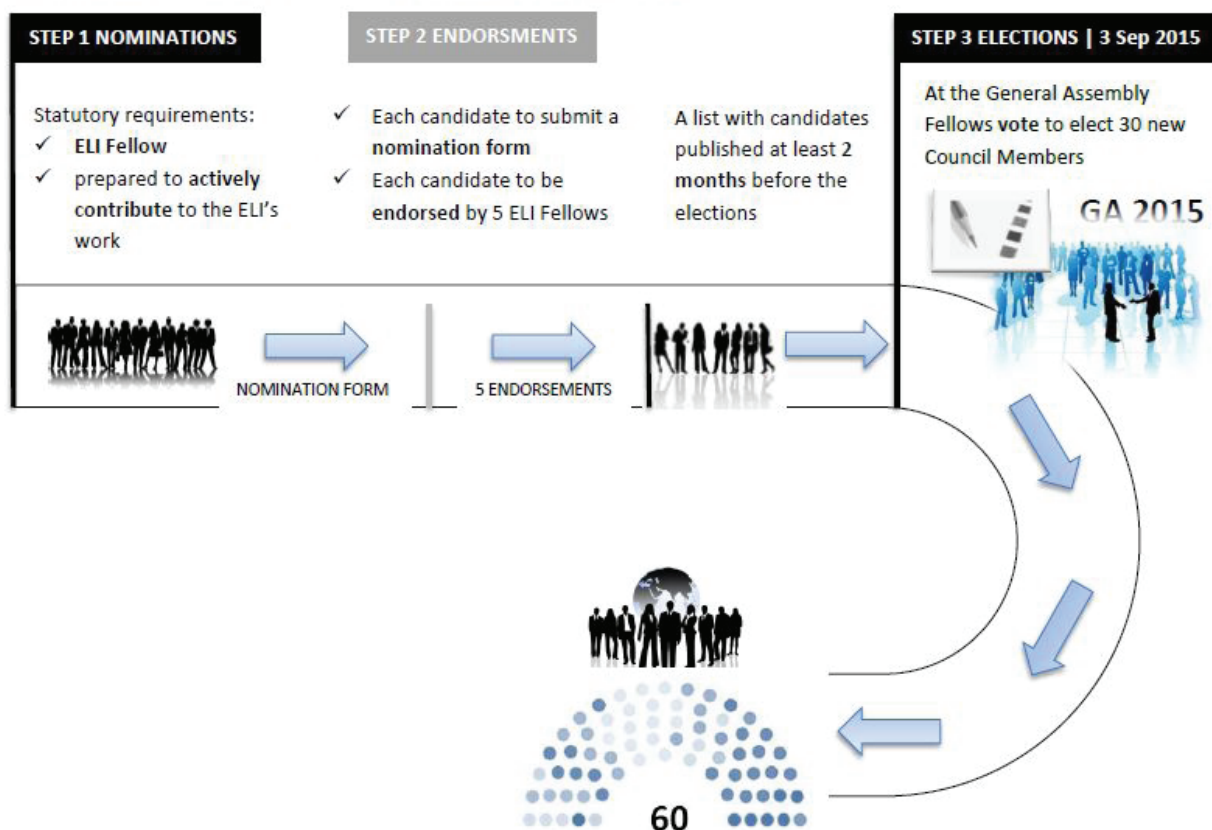 STEP 1 NOMINATIONS
Statutory requirements:
✓ ELI Fellow
✓ prepared to actively
contribute to the ELI's
work
STEP 2 ENDORSMENTS
✓ Each candidate to submit a
nomination form
✓ Each candidate to be
endorsed by 5 ELI Fellows
A list with candidates
published at least 2
months before the
elections
STEP 3 ELECTIONS | 3 Sep 2015
At the General Assembly
Fellows vote to elect 30 new
Council Members
GA 2015
NOMINATION FORM
5 ENDORSEMENTS
60